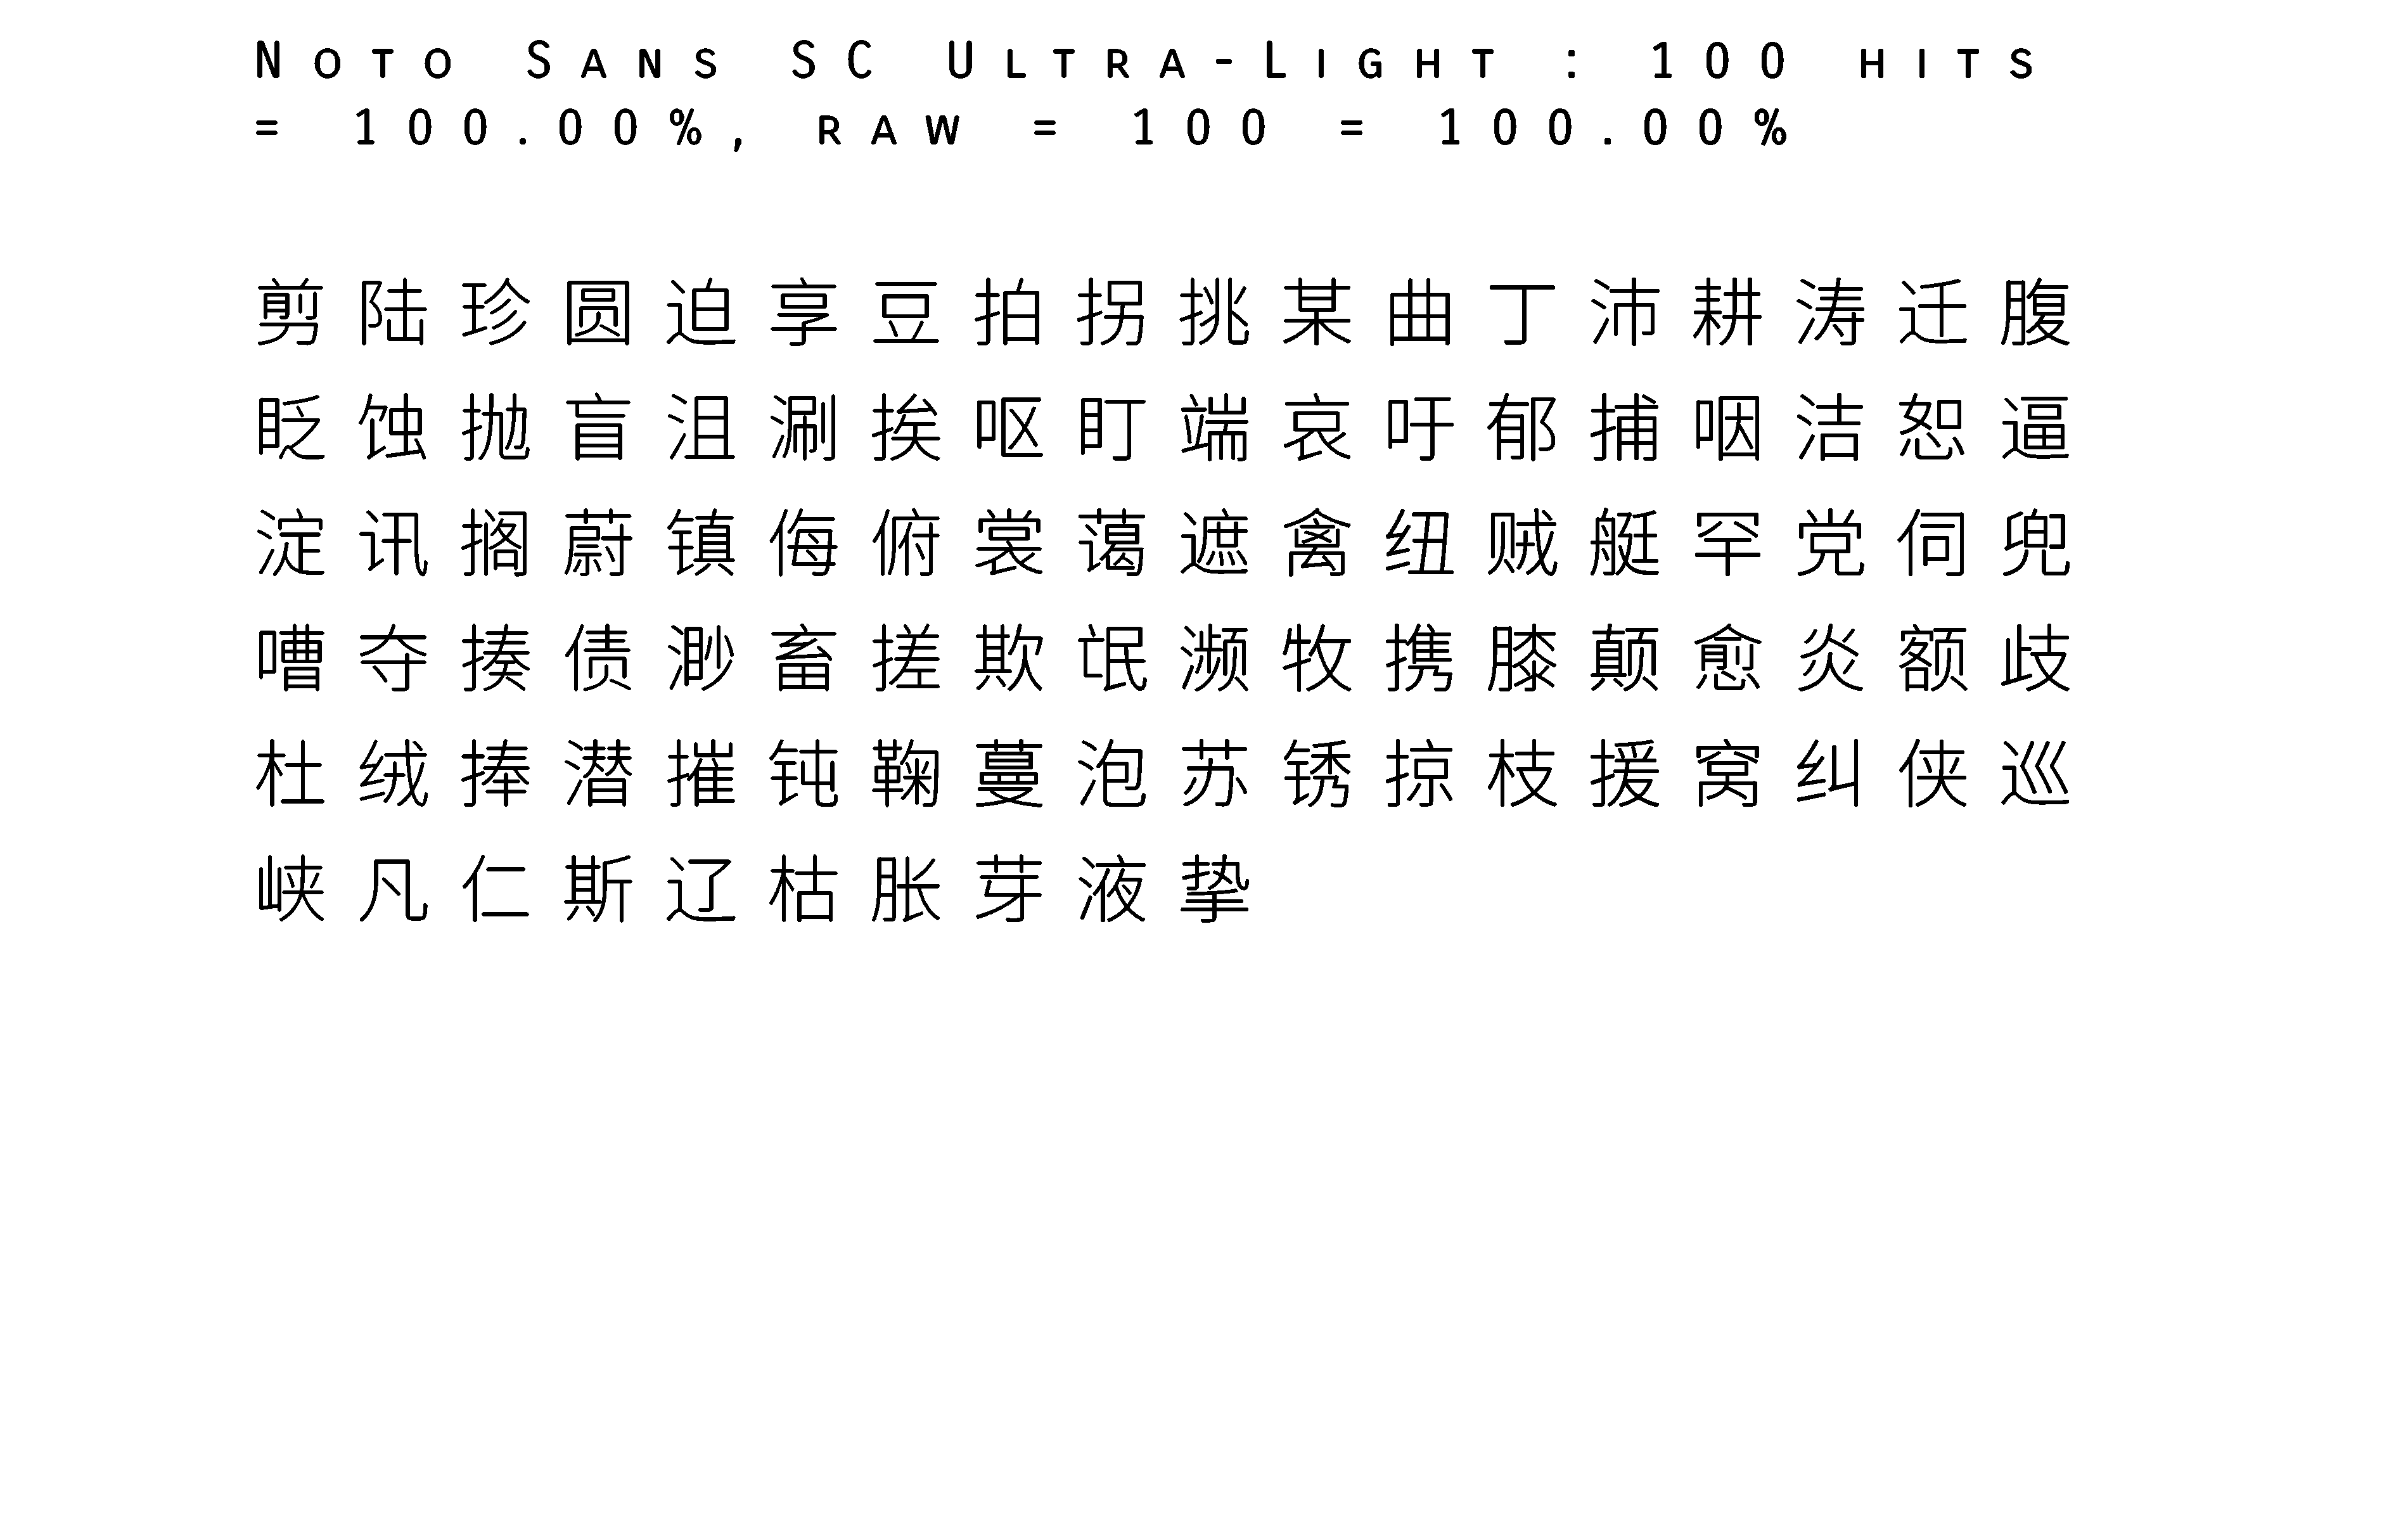 Noto Sans SC Ultra-Light : 100 hits
= 100.00%, raw = 100 = 100.00%
剪陆珍圆迫享豆拍拐挑某曲丁沛耕涛迁腹
眨蚀抛盲沮涮挨呕盯端哀吁郁捕咽洁恕逼
淀讯搁蔚镇侮俯裳蔼遮禽纽贼艇罕党伺兜
嘈夺揍债渺畜搓欺氓濒牧携膝颠愈炎额歧
杜绒捧潜摧钝鞠蔓泡苏锈掠枝援窝纠侠巡
峡凡仁斯辽枯胀芽液挚